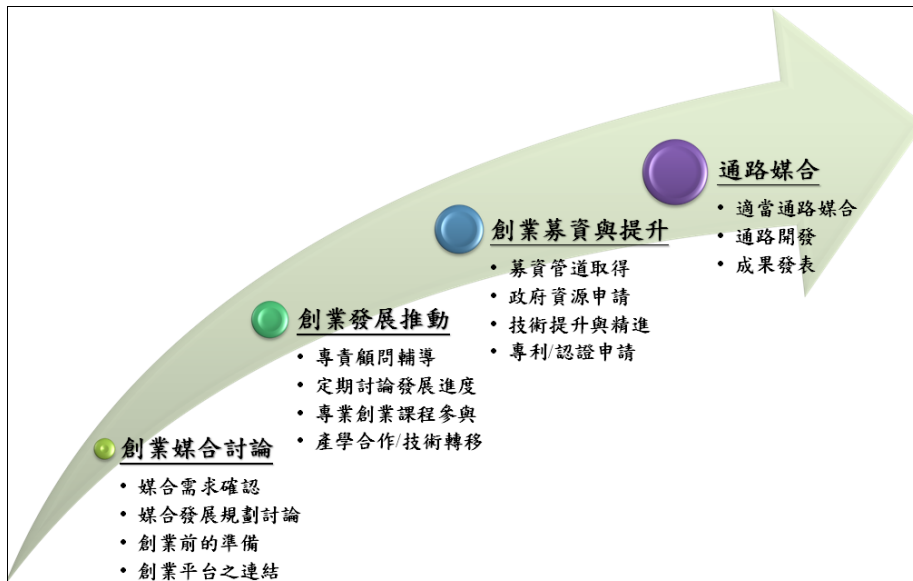 通路媒合
• 適當通路媒合
• 通路開發
• 成果發表
創業募資與提升
• 募資管道取得
• 政府資源申請
• 技術提升與精進
• 專利/認證申請
創業發展推動
• 專責顧問輔導
• 定期討論發展進度
• 專業創業課程參與
• 產學合作/技術轉移
創業媒合討論
• 媒合需求確認
• 媒合發展規劃討論
• 創業前的準備
• 創業平台之連結